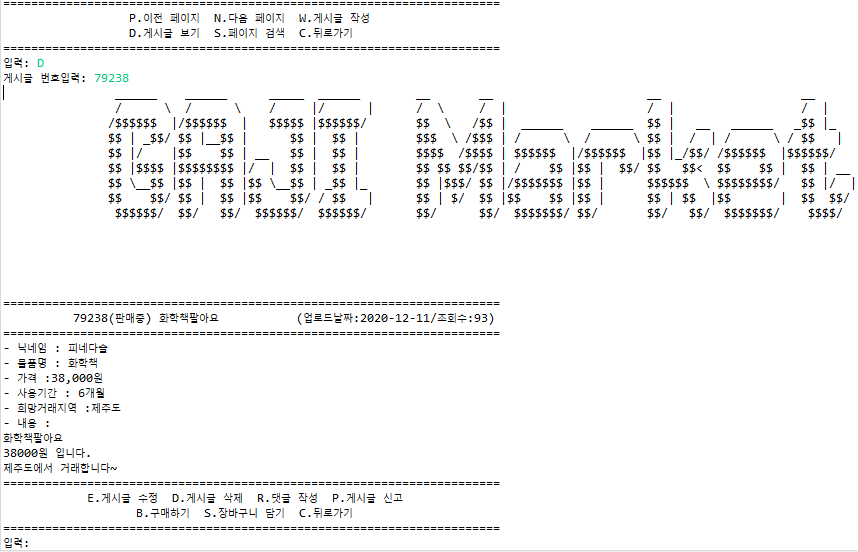 P.이전 페이지 N.다음 페이지 W.게시글 작성
D.게시글 보기 S.페이지 검색 C.뒤로가기
입력: D
게시글 번호입력: 79238
GAJI Market
79238(판매중) 화학책팔아요 (업로드날짜:2020-12-11/조회수:93)
- 닉네임 : 피네다슬
- 물품명 : 화학책
- 가격 :38,000원
- 사용기간 : 6개월
- 희망거래지역 :제주도
- 내용 :
화학책팔아요
38000원 입니다.
제주도에서 거래합니다~
E.게시글 수정 D.게시글 삭제 R.댓글 작성 P.게시글 신고
B.구매하기 S.장바구니 담기 C.뒤로가기
입력: